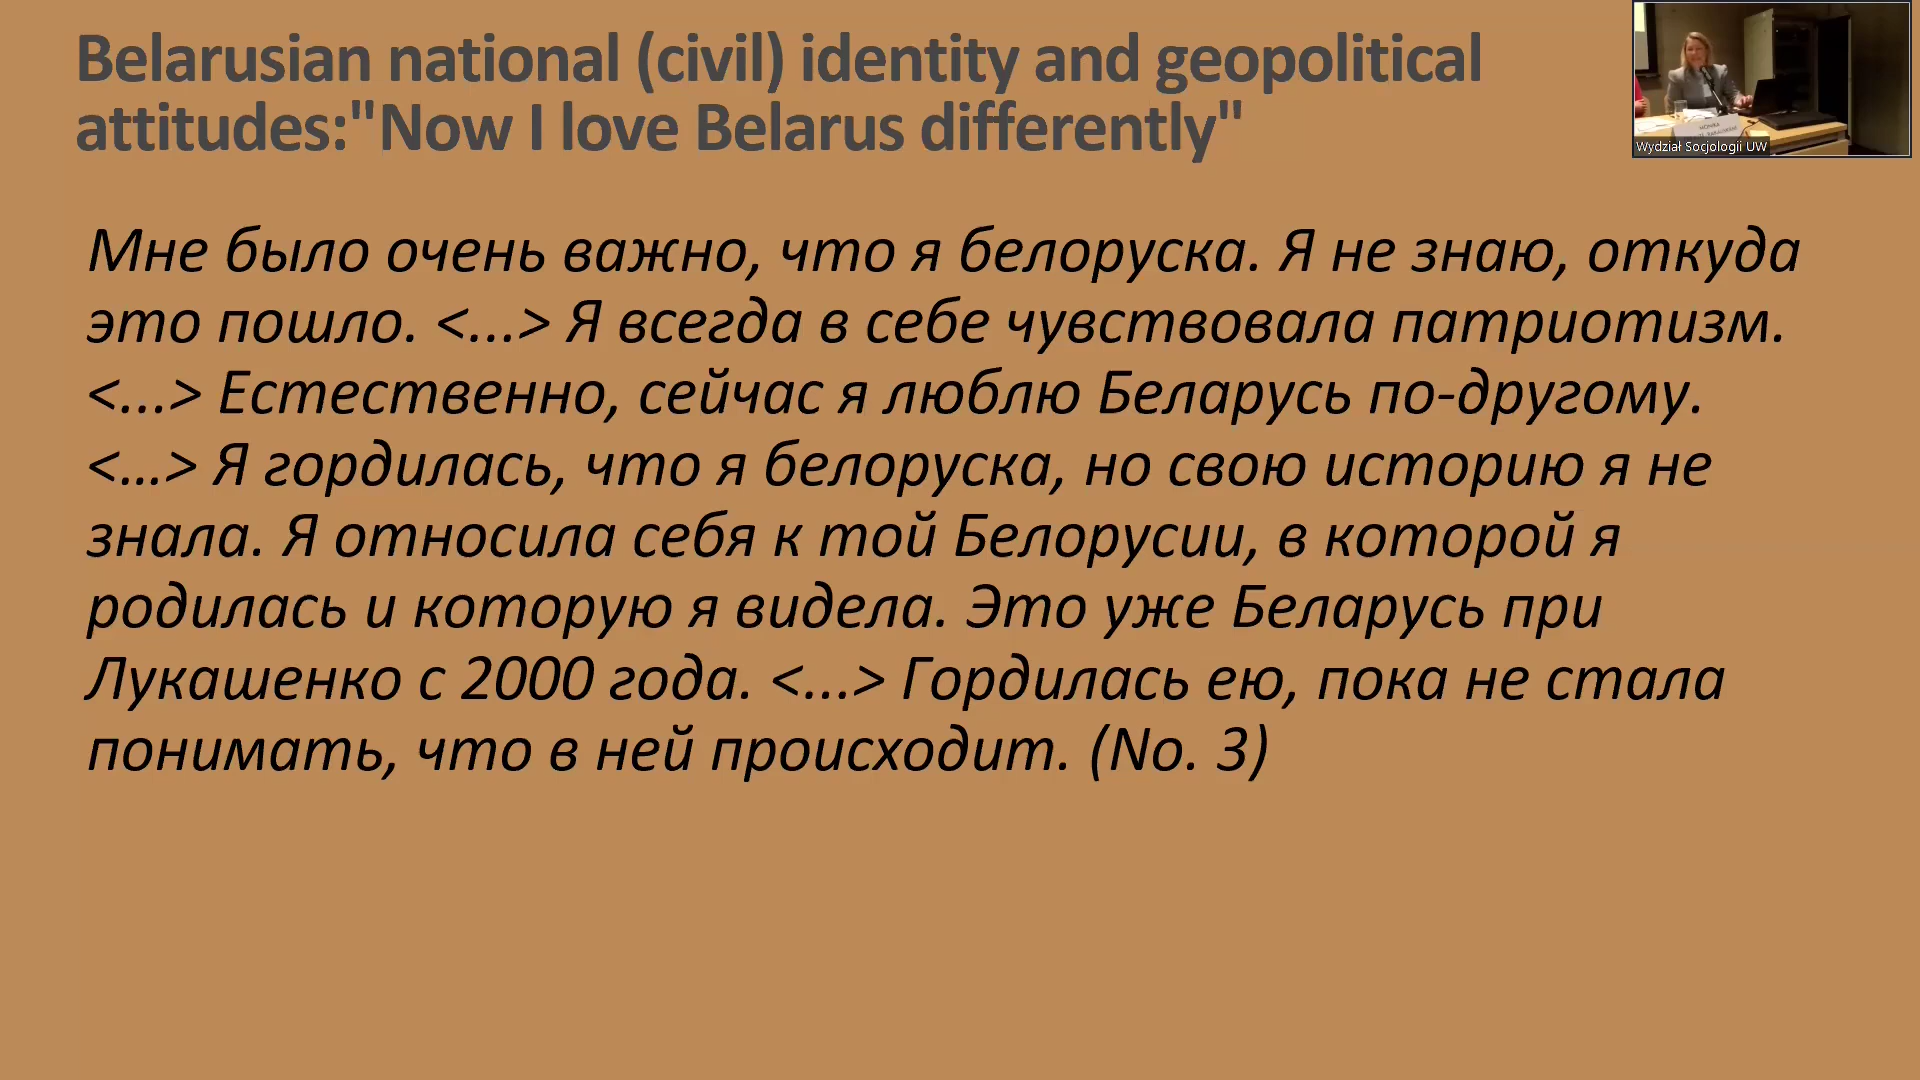 Belarusian national (civil) identity and geopolitical
attitudes:"Now I love Belarus differently"
Wydział Socjologii UW
Мне было очень важно, что я белоруска. Я не знаю, откуда
это пошло. <...> Я всегда в себе чувствовала патриотизм.
<...> Естественно, сейчас я люблю Беларусь по-другому.
<...> Я гордилась, что я белоруска, но свою историю я не
знала. Я относила себя к той Белорусии, в которой я
родилась и которую я видела. Это уже Беларусь при
Лукашенко с 2000 года. <...> Гордилась ею, пока не стала
понимать, что в ней происходит. (No. 3)